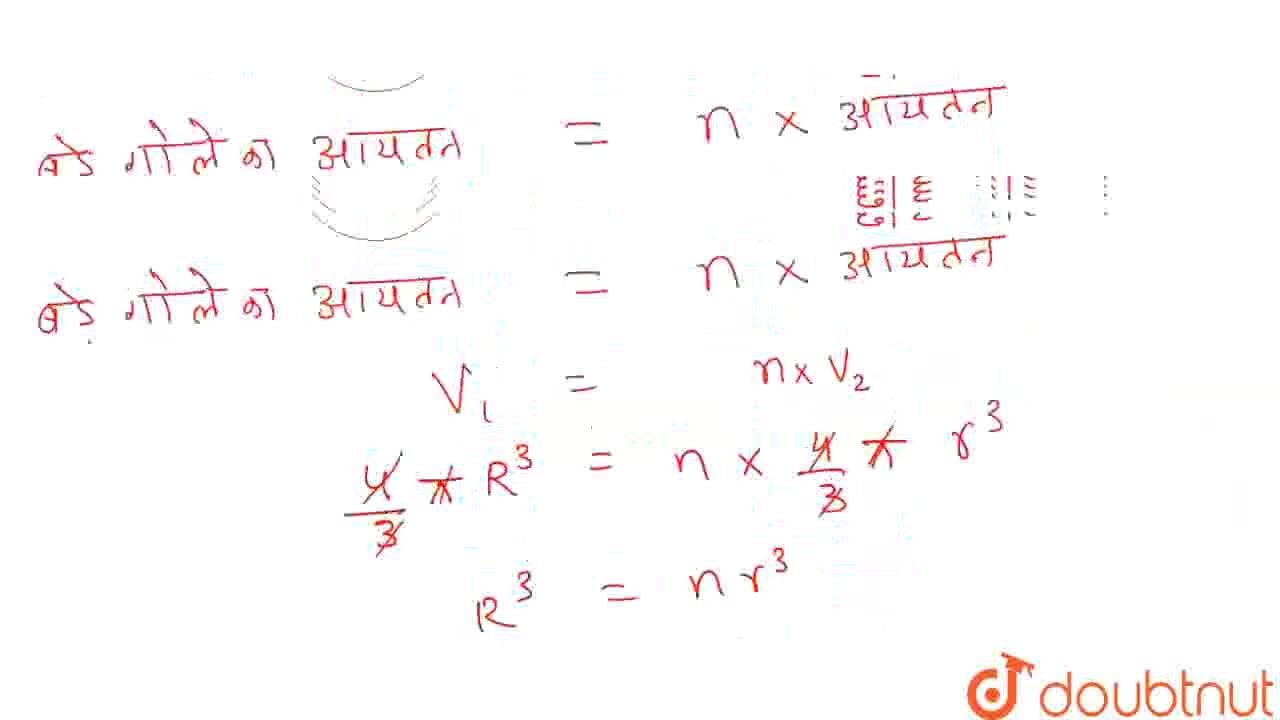 बड़े गोले का आयतन = n × आयतन
बड़े गोले का आयतन = n × आयतन
V₁ = n × V₂
4/3 π R³ = n × 4/3 π r³
R³ = n r³
doubtnut